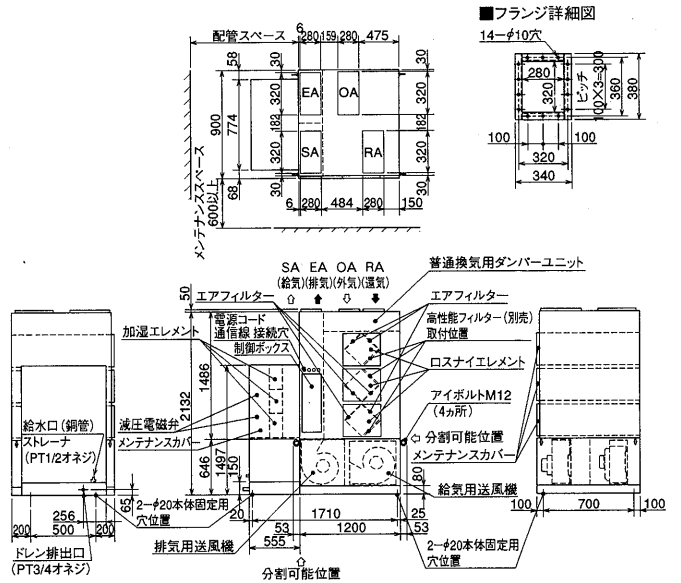 ■フランジ詳細図
配管スペース
6
280 159 280 475
14-φ10穴
58
30
30
EA
OA
280
320
ピッチ
100×3=300
360
380
320
320
900
774
182
182
SA
RA
320
320
100
100
320
340
68
30
30
メンテナンススペース
600以上
6 280 484 280 150
SA EA OA RA
(給気)(排気)(外気)(還気)
普通換気用ダンパーユニット
50
エアフィルター
エアフィルター
電源コード
通信線 接続穴
高性能フィルター(別売)
取付位置
加湿エレメント
制御ボックス
ロスナイエレメント
1486
2132
アイボルトM12
(4ヵ所)
給水口(銅管)
ストレーナ
(PT1/2オネジ)
減圧電磁弁
メンテナンスカバー
分割可能位置
メンテナンスカバー
646
1497
150
80
65
2-φ20本体固定用
穴位置
給気用送風機
256
200 500 200
20 1710 25
53 1200 53
100 700 100
ドレン排出口
(PT3/4オネジ)
排気用送風機
555
2-φ20本体固定用
穴位置
分割可能位置